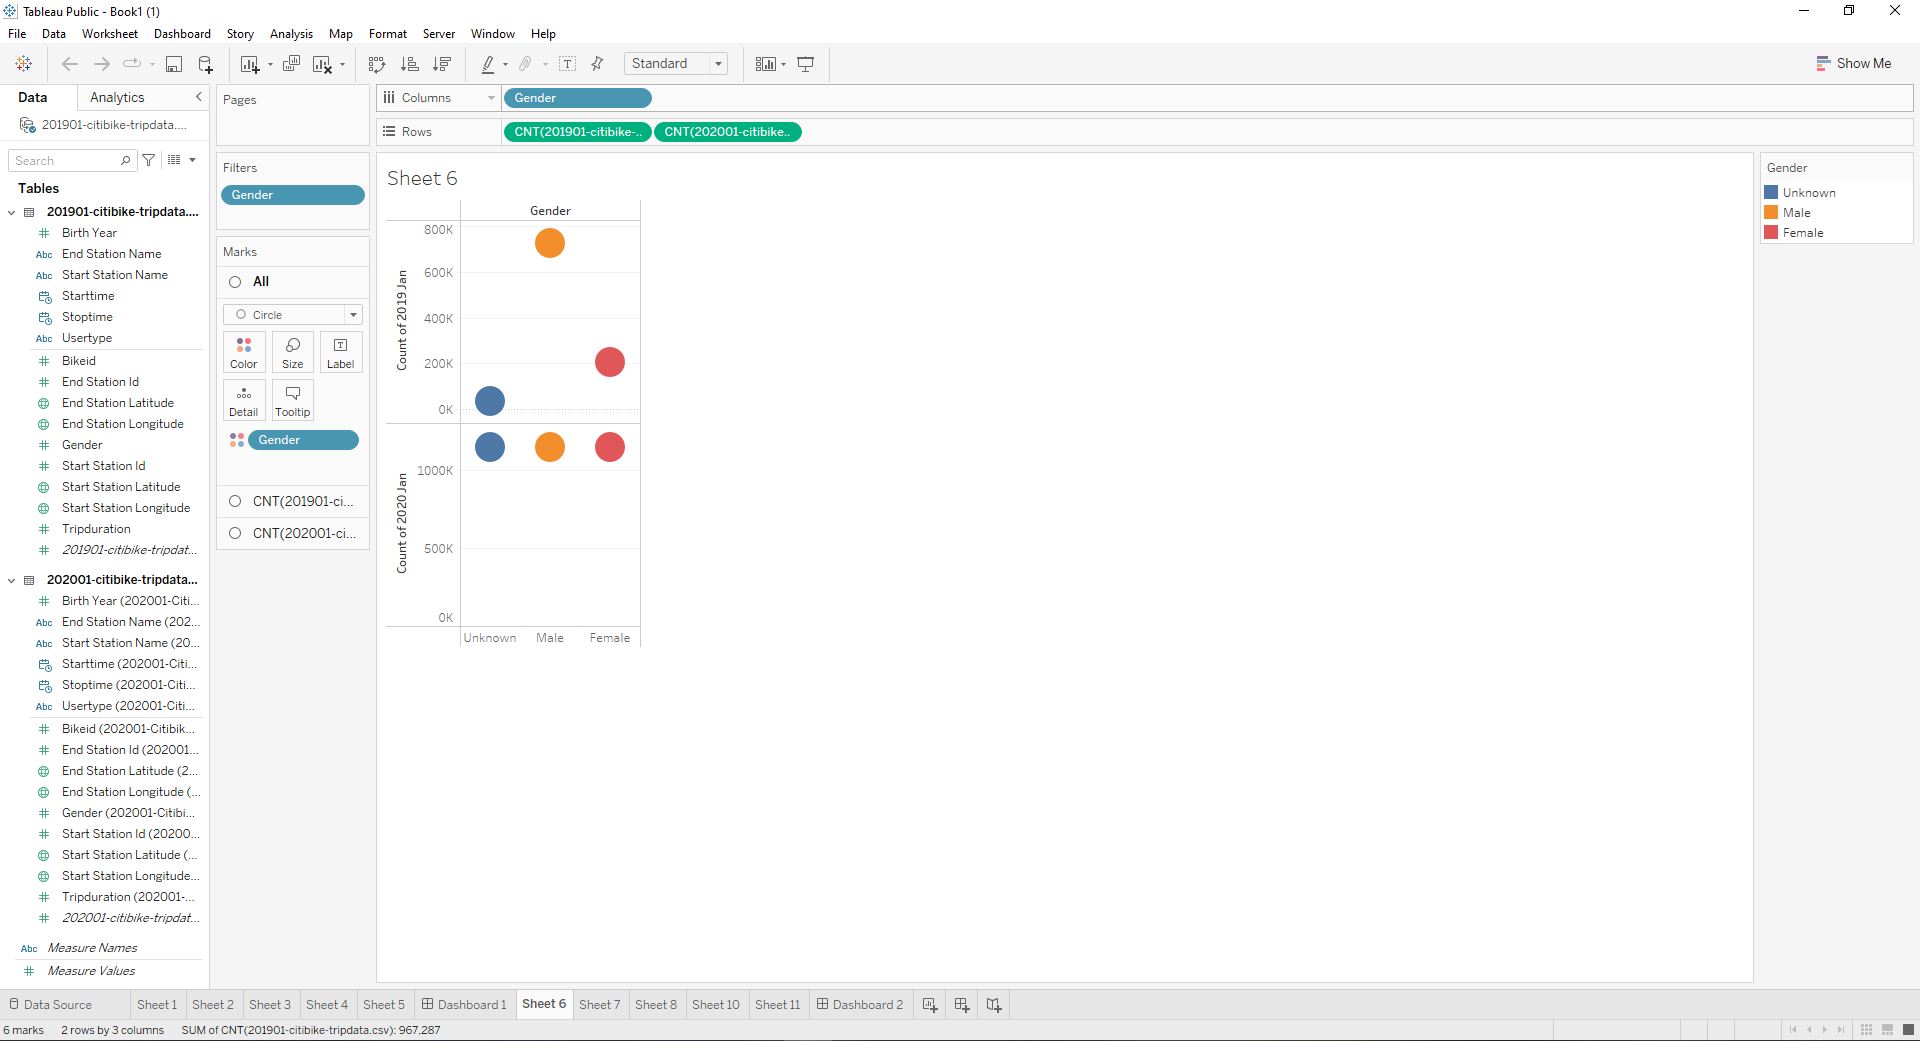 Tableau Public - Book1 (1)
File Data Worksheet Dashboard Story Analysis Map Format Server Window Help
Standard
Show Me
Data Analytics
201901-citibike-tripdata....
Search
Tables
201901-citibike-tripdata....
Birth Year
Abc End Station Name
Abc Start Station Name
Starttime
Stoptime
Abc Usertype
Bikeid
End Station Id
End Station Latitude
End Station Longitude
Gender
Start Station Id
Start Station Latitude
Start Station Longitude
Tripduration
201901-citibike-tripdat...
202001-citibike-tripdata...
Birth Year (202001-Citi...
Abc End Station Name (202...
Abc Start Station Name (20...
Starttime (202001-Citi...
Stoptime (202001-Citi...
Abc Usertype (202001-Citi...
Bikeid (202001-Citibik...
End Station Id (202001...
End Station Latitude (2...
End Station Longitude (...
Gender (202001-Citibi...
Start Station Id (20200...
Start Station Latitude (...
Start Station Longitude...
Tripduration (202001-...
202001-citibike-tripdat...
Abc Measure Names
Measure Values
Pages
Filters
Gender
Marks
All
Circle
Color Size Label
Detail Tooltip
Gender
CNT(201901-ci...
CNT(202001-ci...
Columns Gender
Rows CNT(201901-citibike-.. CNT(202001-citibike..
Sheet 6
Gender
Count of 2019 Jan
800K
600K
400K
200K
0K
Count of 2020 Jan
1000K
500K
0K
Unknown Male Female
Gender
Unknown
Male
Female
Data Source Sheet 1 Sheet 2 Sheet 3 Sheet 4 Sheet 5 Dashboard 1 Sheet 6 Sheet 7 Sheet 8 Sheet 10 Sheet 11 Dashboard 2
6 marks 2 rows by 3 columns SUM of CNT(201901-citibike-tripdata.csv): 967,287